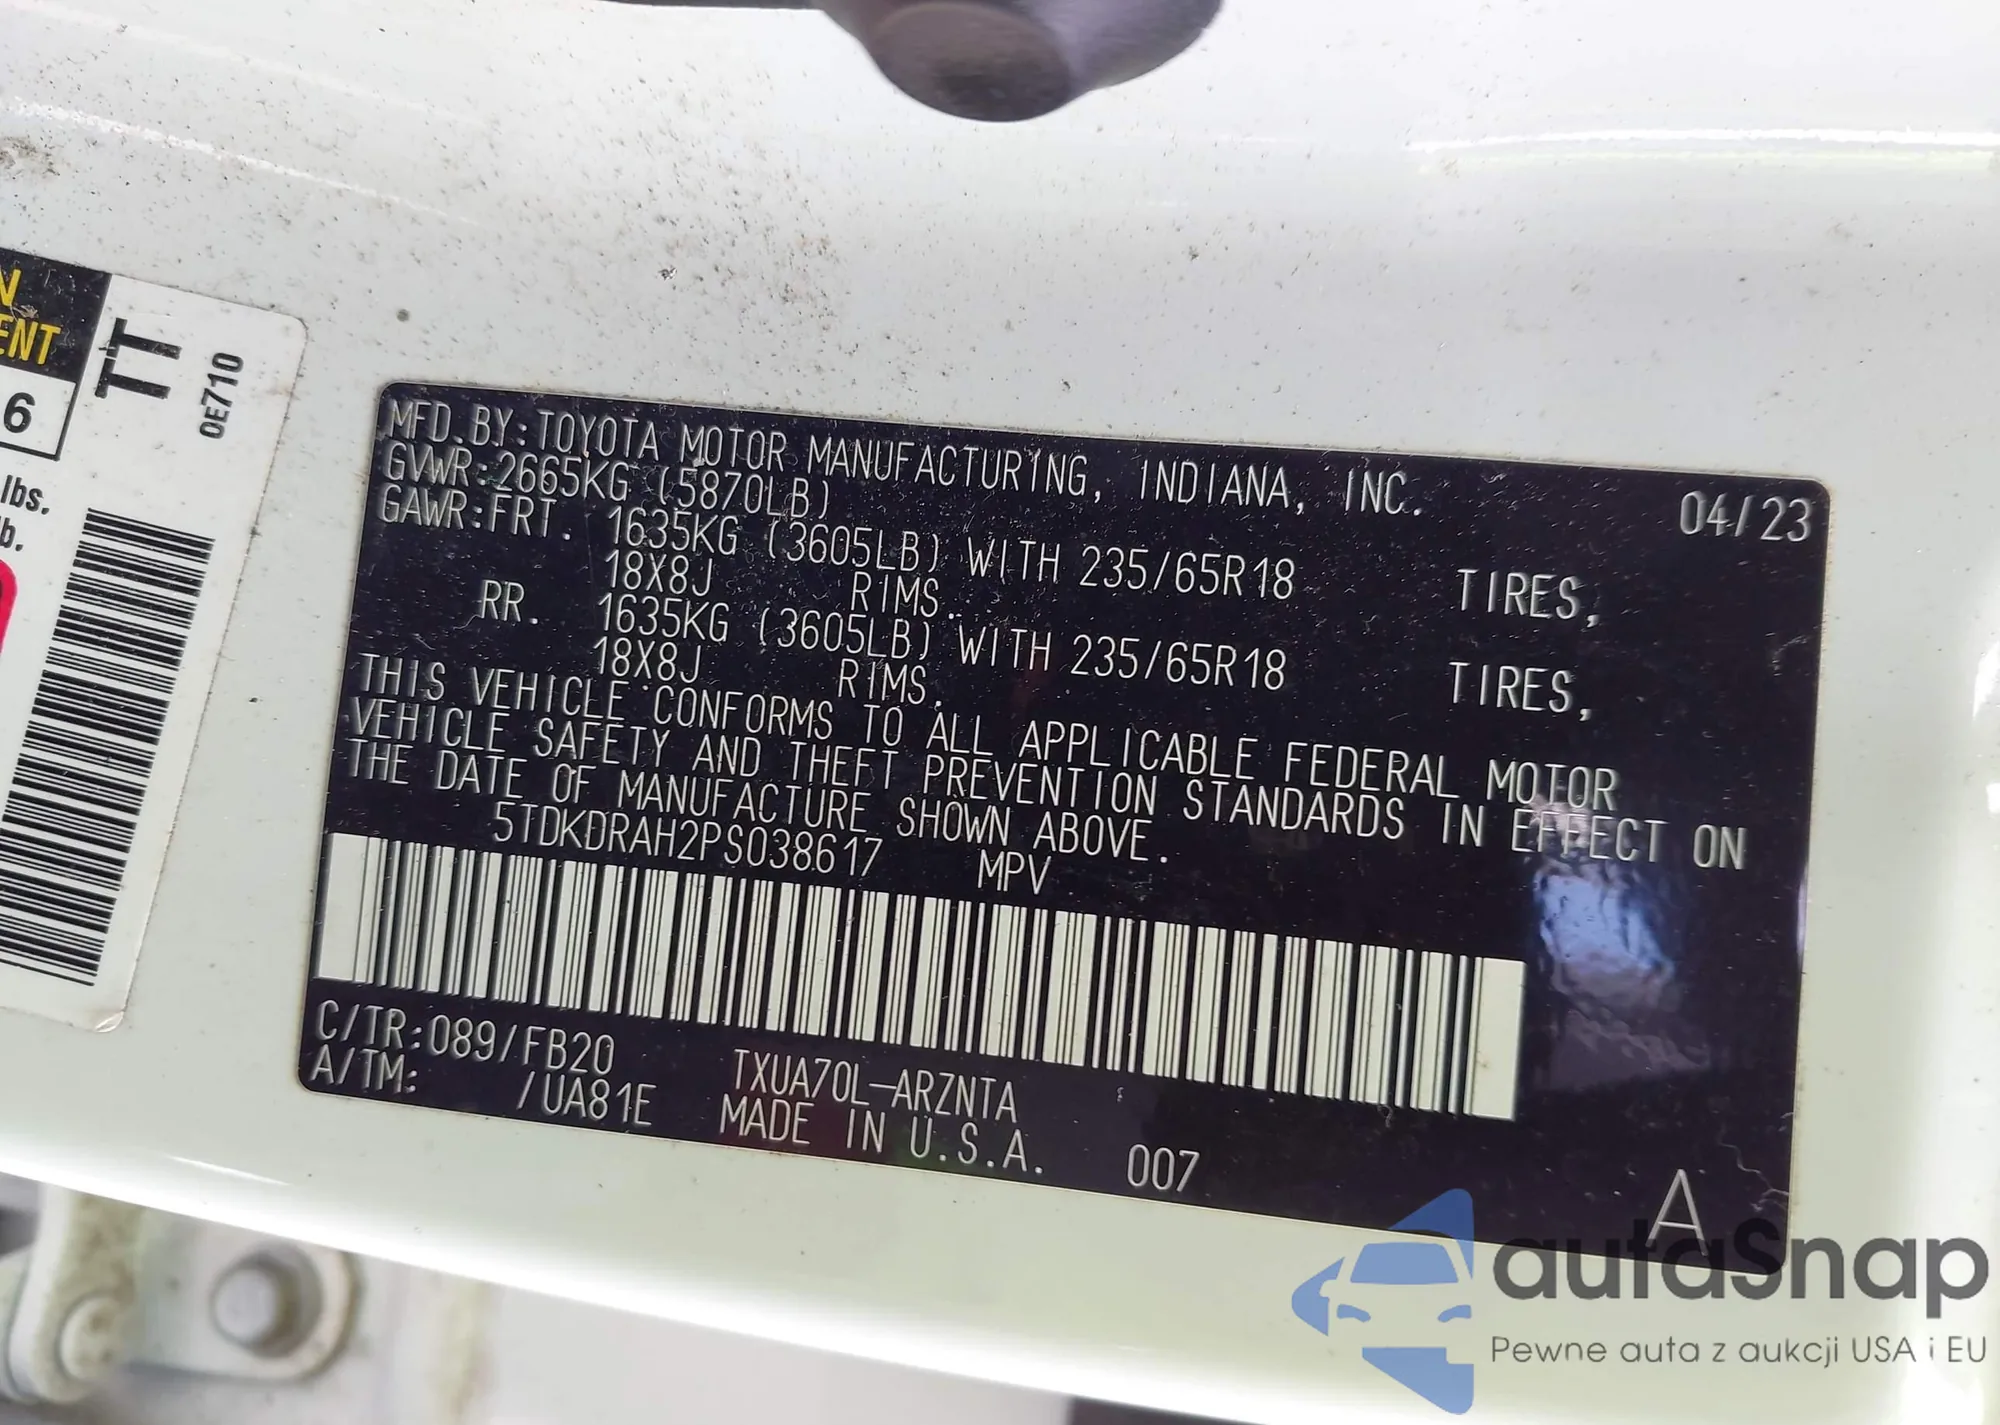 N
ENT
6
lbs.
b.
TT
0E710
MFD.BY:TOYOTA MOTOR MANUFACTURING, INDIANA, INC. 04/23
GVWR:2665KG (5870LB)
GAWR:FRT. 1635KG (3605LB) WITH 235/65R18 TIRES,
18X8J RIMS.
RR. 1635KG (3605LB) WITH 235/65R18 TIRES,
18X8J RIMS.
THIS VEHICLE CONFORMS TO ALL APPLICABLE FEDERAL MOTOR
VEHICLE SAFETY AND THEFT PREVENTION STANDARDS IN EFFECT ON
THE DATE OF MANUFACTURE SHOWN ABOVE.
5TDKDRAH2PS038617 MPV
C/TR:089/FB20 TXUA70L-ARZNTA
A/TM: /UA81E MADE IN U.S.A. 007
A
autaSnap
Pewne auta z aukcji USA i EU